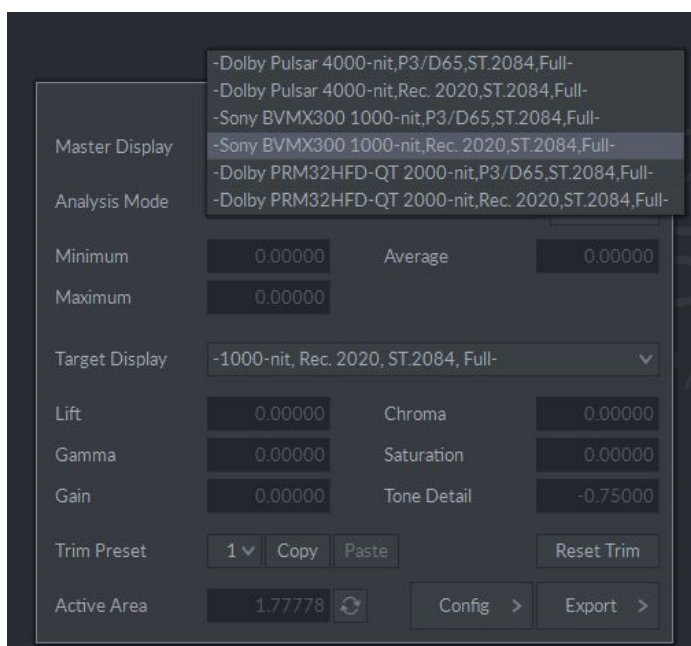 -Dolby Pulsar 4000-nit,P3/D65,ST.2084,Full-
-Dolby Pulsar 4000-nit,Rec. 2020,ST.2084,Full-
-Sony BVMX300 1000-nit,P3/D65,ST.2084,Full-
Master Display -Sony BVMX300 1000-nit,Rec. 2020,ST.2084,Full-
-Dolby PRM32HFD-QT 2000-nit,P3/D65,ST.2084,Full-
Analysis Mode -Dolby PRM32HFD-QT 2000-nit,Rec. 2020,ST.2084,Full-
Minimum 0.00000 Average 0.00000
Maximum 0.00000
Target Display -1000-nit, Rec. 2020, ST.2084, Full-
Lift 0.00000 Chroma 0.00000
Gamma 0.00000 Saturation 0.00000
Gain 0.00000 Tone Detail -0.75000
Trim Preset 1 Copy Paste Reset Trim
Active Area 1.77778 Config > Export >